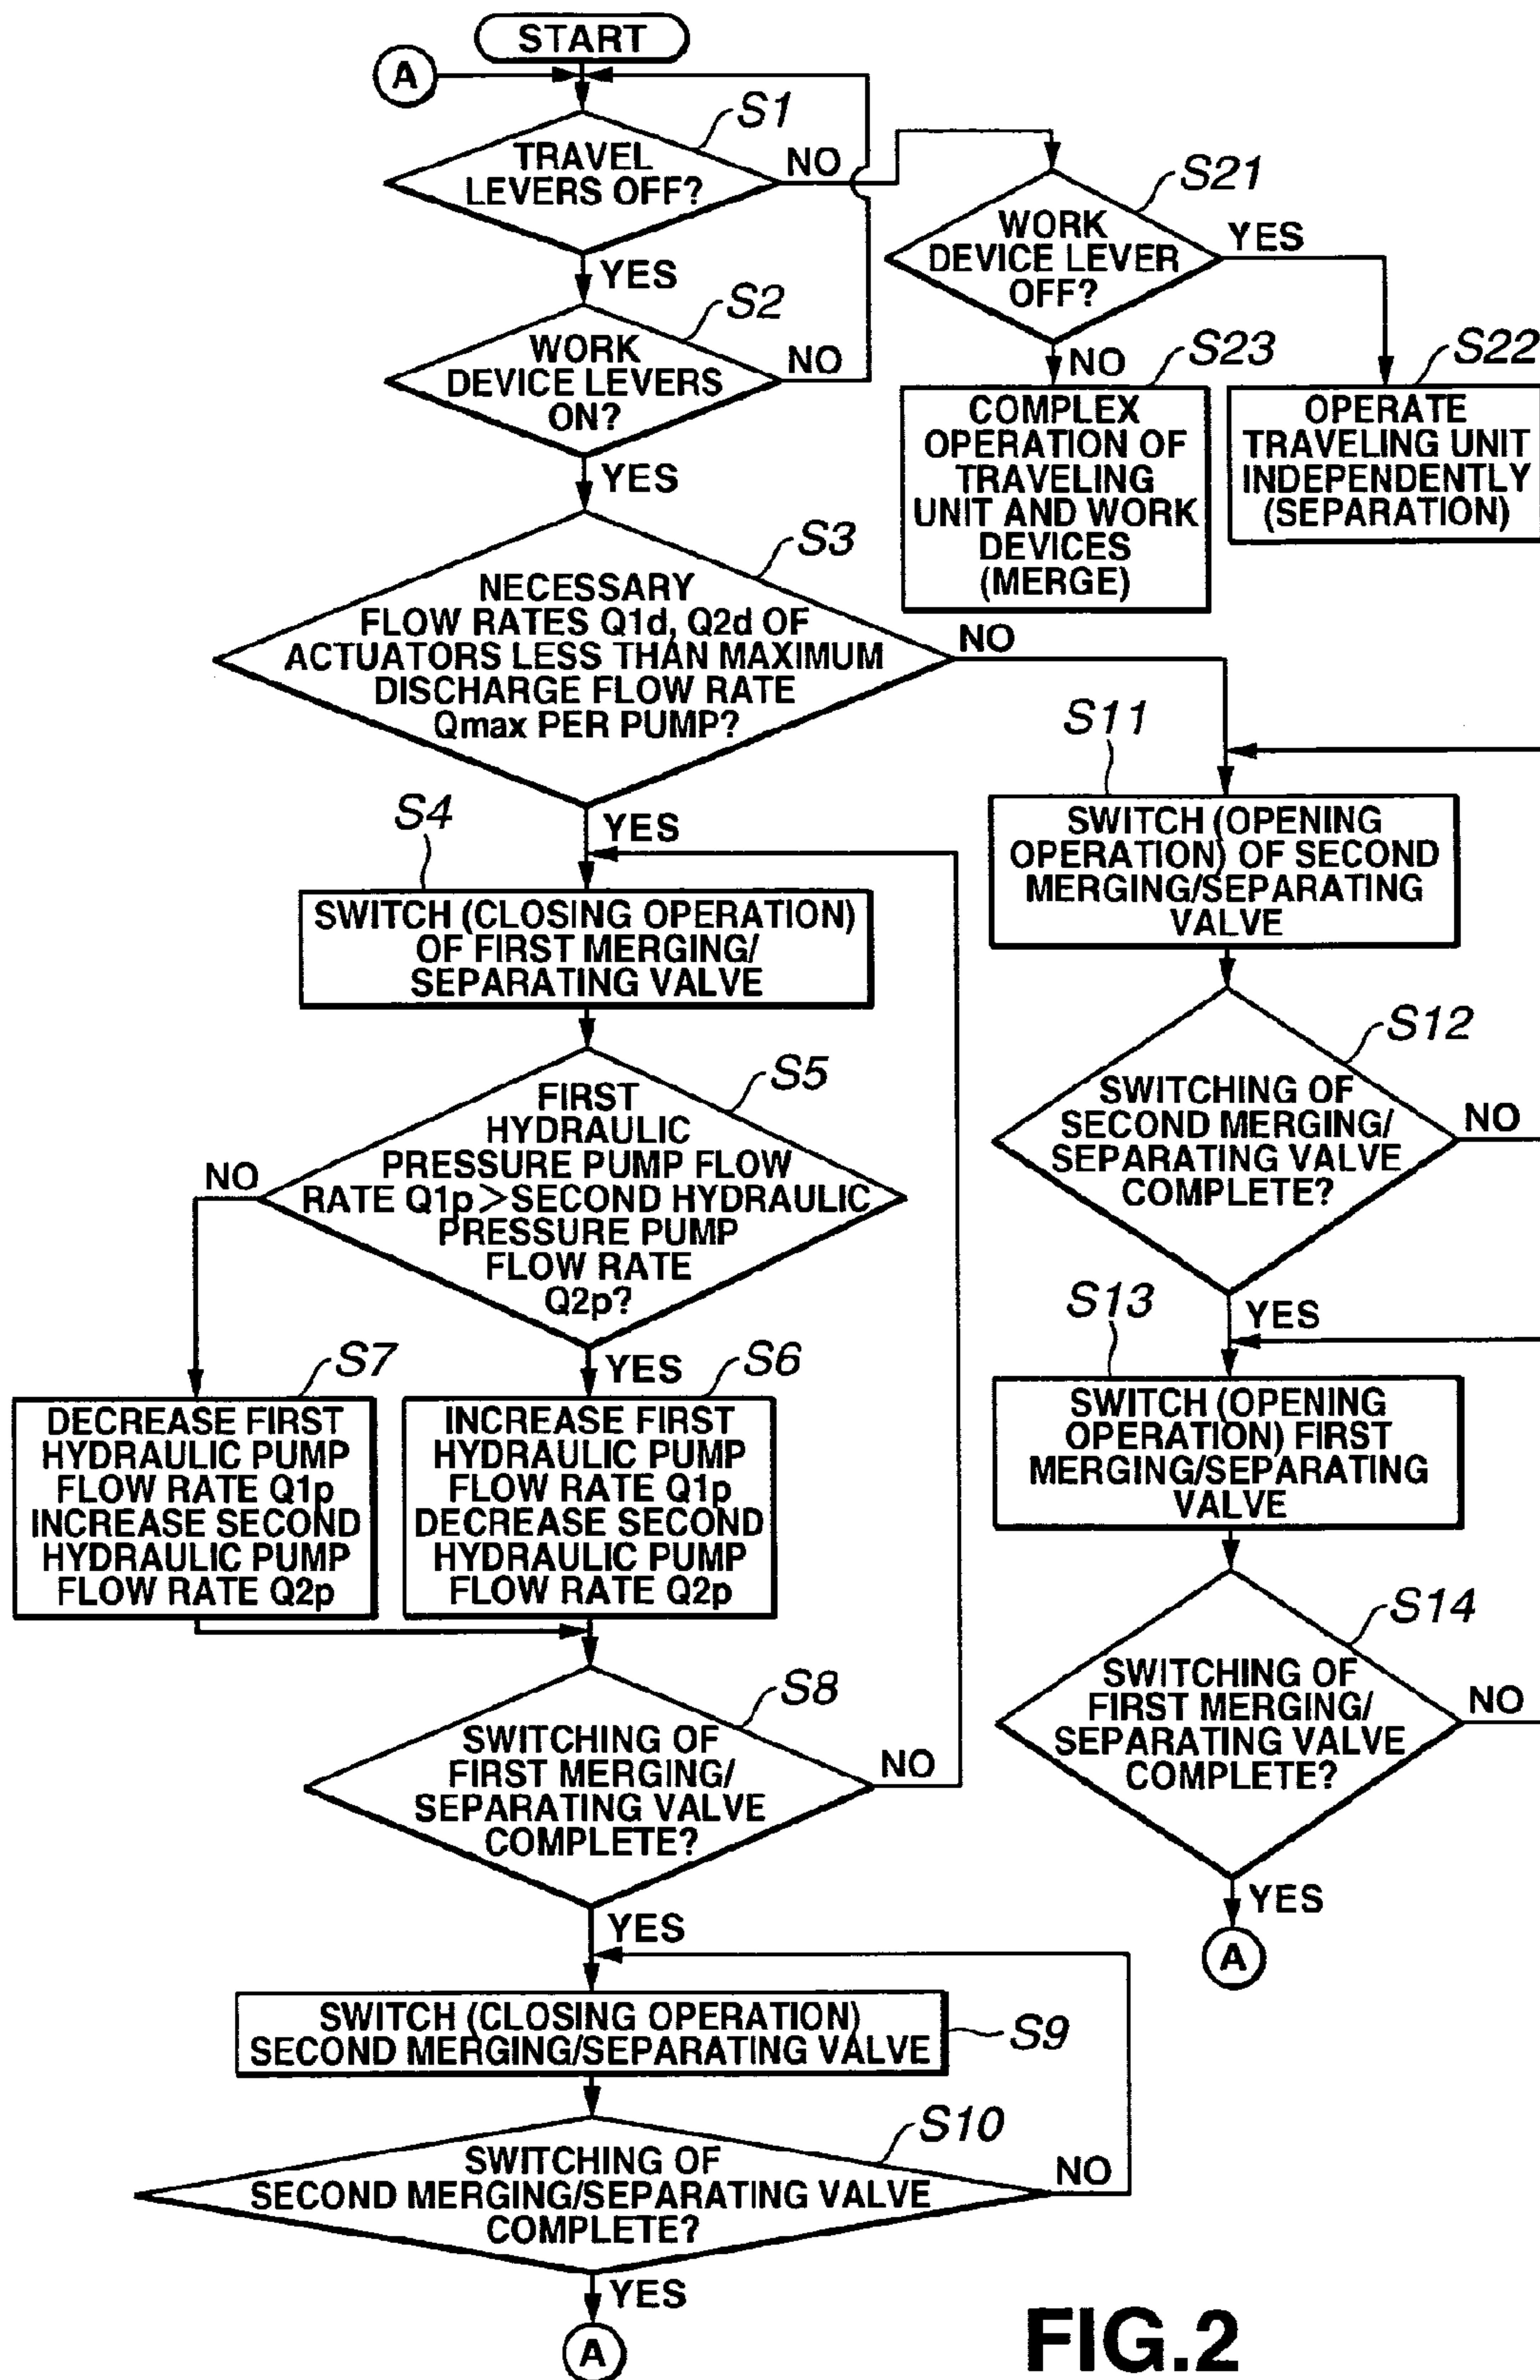 START
A
S1
TRAVEL
LEVERS OFF?
NO
YES
S21
WORK
DEVICE LEVER
OFF?
YES
NO
S2
WORK
DEVICE LEVERS
ON?
NO
YES
S23
COMPLEX
OPERATION OF
TRAVELING
UNIT AND WORK
DEVICES
(MERGE)
S22
OPERATE
TRAVELING UNIT
INDEPENDENTLY
(SEPARATION)
S3
NECESSARY
FLOW RATES Q1d, Q2d OF
ACTUATORS LESS THAN MAXIMUM
DISCHARGE FLOW RATE
Qmax PER PUMP?
NO
YES
S4
SWITCH (CLOSING OPERATION)
OF FIRST MERGING/
SEPARATING VALVE
S5
FIRST
HYDRAULIC
PRESSURE PUMP FLOW
RATE Q1p>SECOND HYDRAULIC
PRESSURE PUMP
FLOW RATE
Q2p?
NO
YES
S7
DECREASE FIRST
HYDRAULIC PUMP
FLOW RATE Q1p
INCREASE SECOND
HYDRAULIC PUMP
FLOW RATE Q2p
S6
INCREASE FIRST
HYDRAULIC PUMP
FLOW RATE Q1p
DECREASE SECOND
HYDRAULIC PUMP
FLOW RATE Q2p
S8
SWITCHING OF
FIRST MERGING/
SEPARATING VALVE
COMPLETE?
NO
YES
SWITCH (CLOSING OPERATION)
SECOND MERGING/SEPARATING VALVE
S9
S10
SWITCHING OF
SECOND MERGING/SEPARATING VALVE
COMPLETE?
NO
YES
A
S11
SWITCH (OPENING
OPERATION) OF SECOND
MERGING/SEPARATING
VALVE
S12
SWITCHING OF
SECOND MERGING/
SEPARATING VALVE
COMPLETE?
NO
YES
S13
SWITCH (OPENING
OPERATION) FIRST
MERGING/SEPARATING
VALVE
S14
SWITCHING OF
FIRST MERGING/
SEPARATING VALVE
COMPLETE?
NO
YES
A
FIG.2